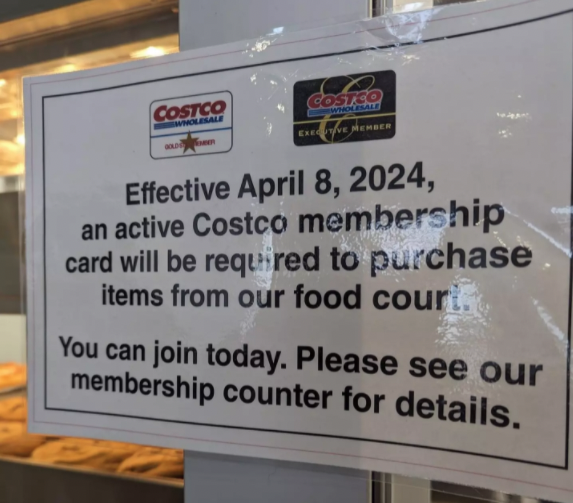 COSTCO
WHOLESALE
COSTCO
WHOLESALE
EXECUTIVE MEMBER
Effective April 8, 2024,
an active Costco membership
card will be required to purchase
items from our food court.
You can join today. Please see our
membership counter for details.